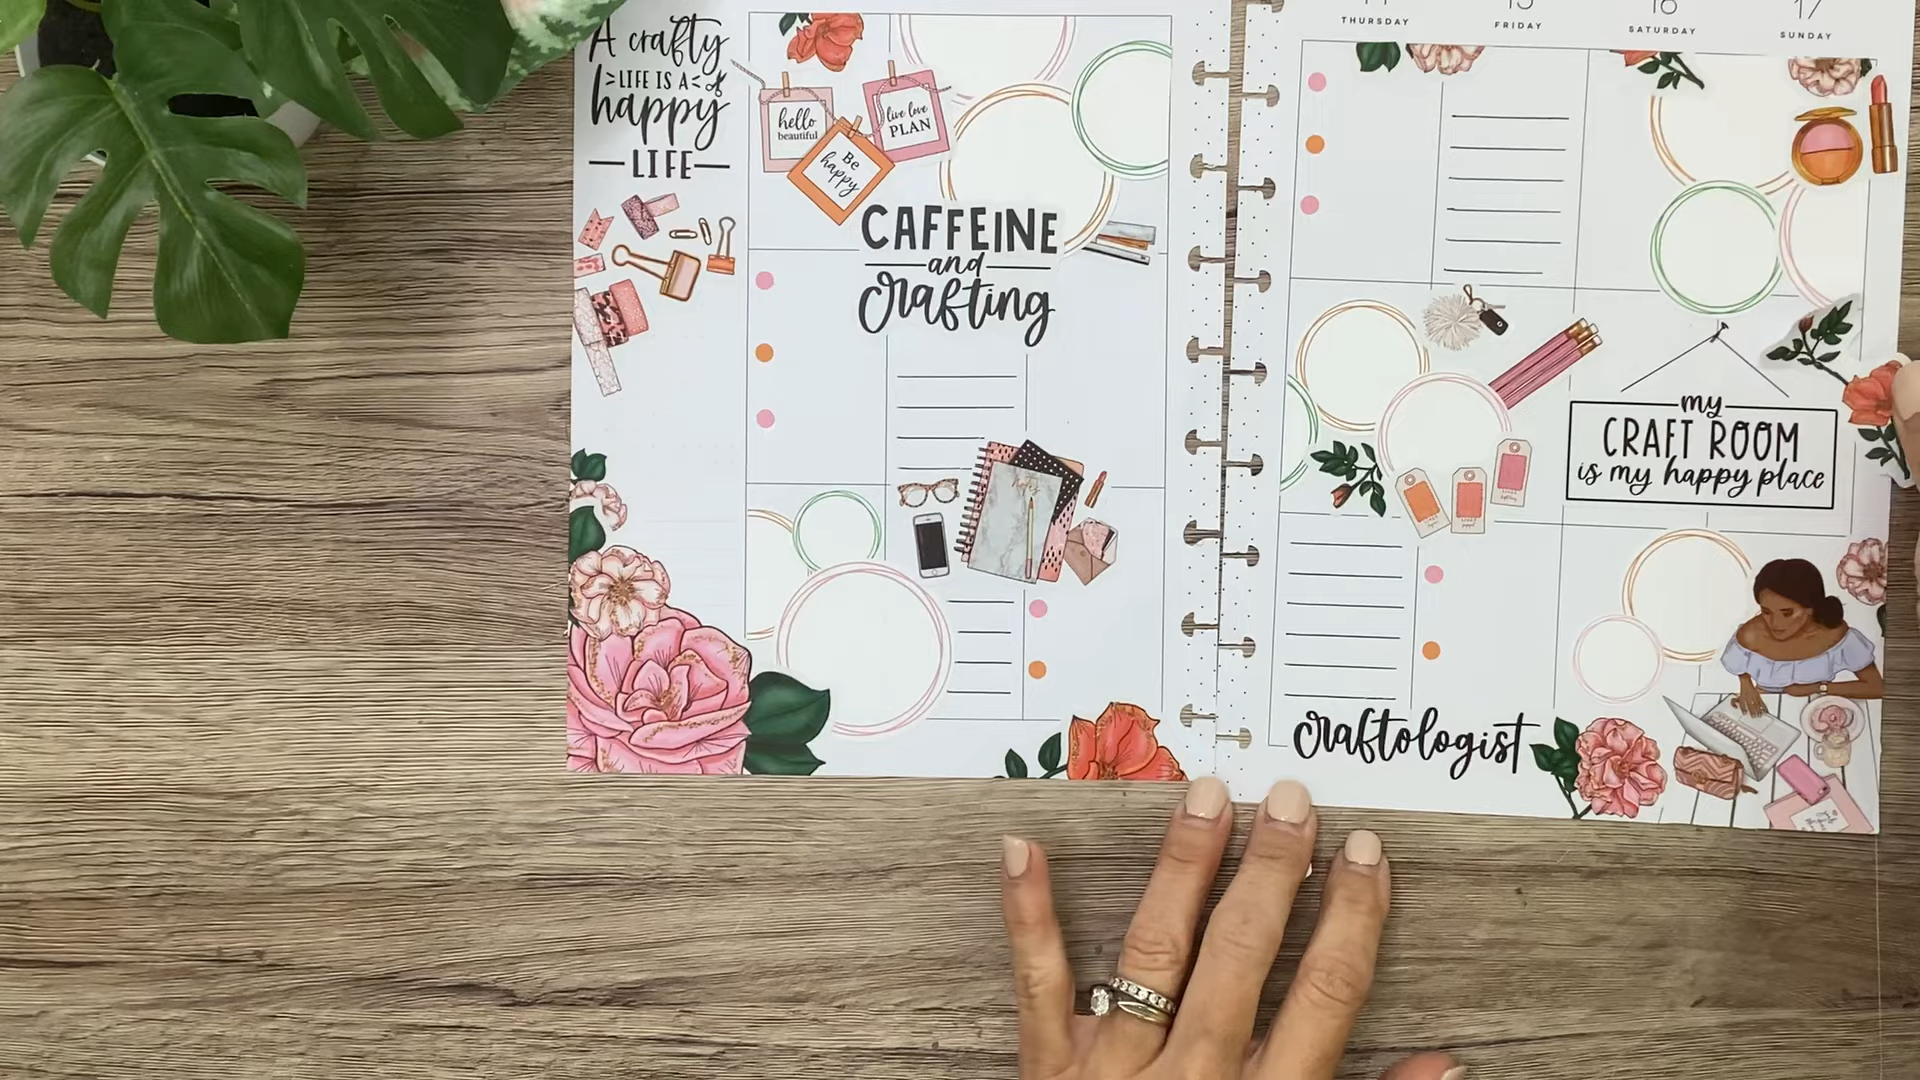 A crafty
LIFE IS A
happy
LIFE
hello
beautiful
Be
happy
live love
PLAN
CAFFEINE
and
Crafting
THURSDAY
15
FRIDAY
16
SATURDAY
17
SUNDAY
my
CRAFT ROOM
is my happy place
craftologist